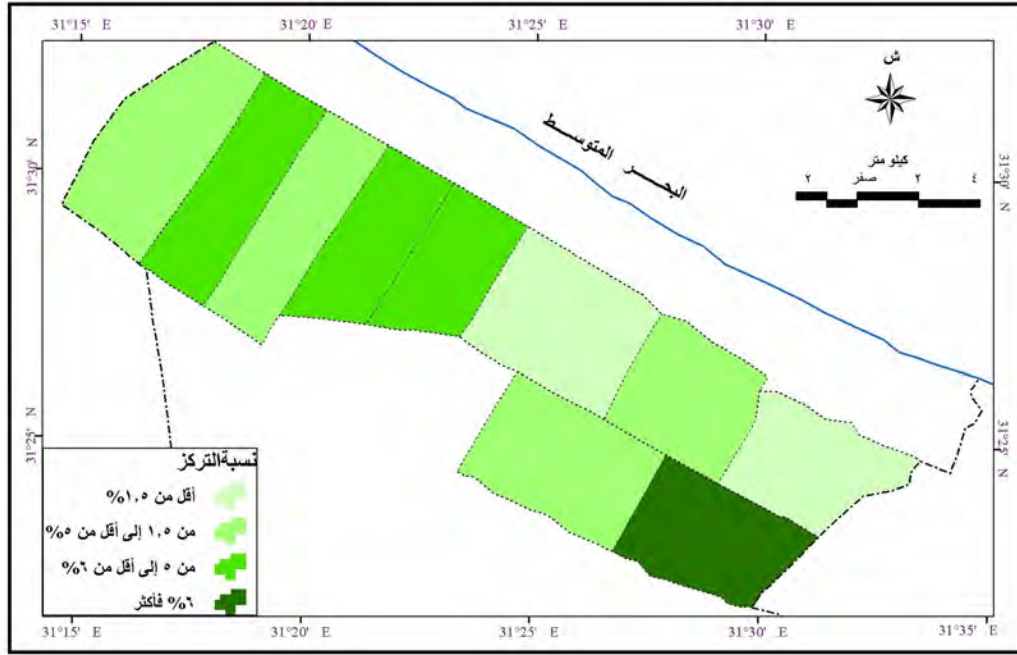 31°15' E 31°20' E 31°25' E 31°30' E
ش
كيلو متر
٢ صفر ٢ ٤
البحـــر المتوســـط
31°30' N
31°30' N
31°25' N
31°25' N
نسبة التركز
أقل من ١,٥%
من ١,٥ إلى أقل من ٥%
من ٥ إلى أقل من ٦%
٦% فأكثر
31°15' E 31°20' E 31°25' E 31°30' E 31°35' E